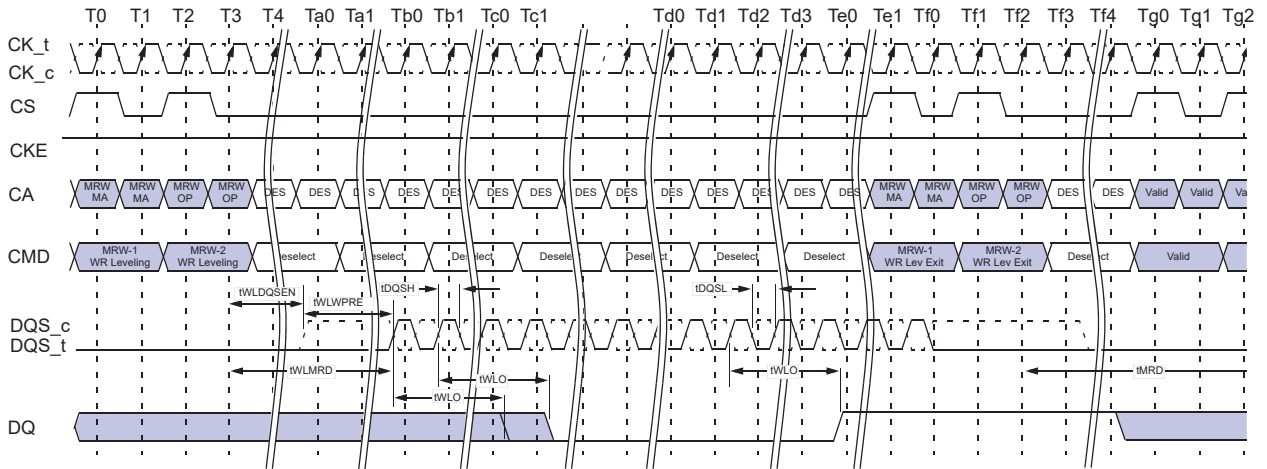 T0 T1 T2 T3 T4 Ta0 Ta1 Tb0 Tb1 Tc0 Tc1 Td0 Td1 Td2 Td3 Te0 Te1 Tf0 Tf1 Tf2 Tf3 Tf4 Tg0 Tg1 Tg2
CK_t
CK_c
CS
CKE
CA MRW MA MRW MA MRW OP MRW OP DES DES DES DES DES DES DES DES DES DES DES DES DES DES MRW MA MRW MA MRW OP MRW OP DES DES Valid Valid Va
CMD MRW-1 WR Leveling MRW-2 WR Leveling Deselect Deselect Deselect Deselect Deselect Deselect Deselect MRW-1 WR Lev Exit MRW-2 WR Lev Exit Deselect Valid
tWLDQSEN tWLWPRE tDQSH tDQSL
DQS_c
DQS_t
tWLMRD tWLO tWLO tMRD
tWLO
DQ